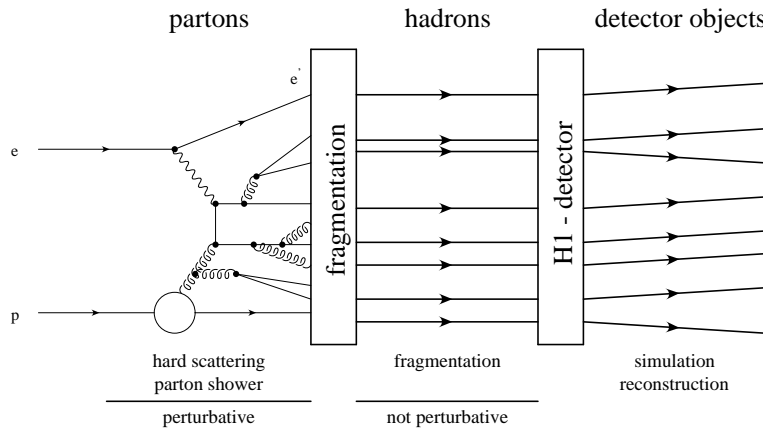 partons
hadrons
detector objects
e'
e
p
fragmentation
H1 - detector
hard scattering
parton shower
fragmentation
simulation
reconstruction
perturbative
not perturbative